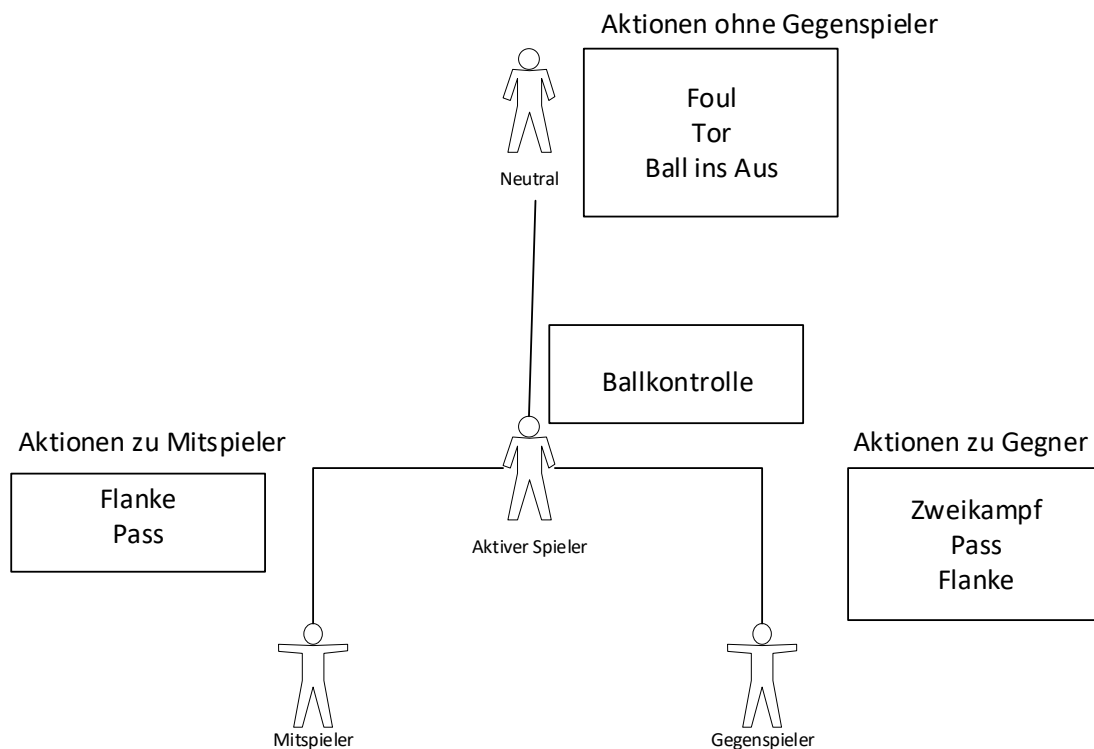 Aktionen ohne Gegenspieler
Foul
Tor
Ball ins Aus
Neutral
Ballkontrolle
Aktiver Spieler
Aktionen zu Mitspieler
Flanke
Pass
Aktionen zu Gegner
Zweikampf
Pass
Flanke
Mitspieler
Gegenspieler